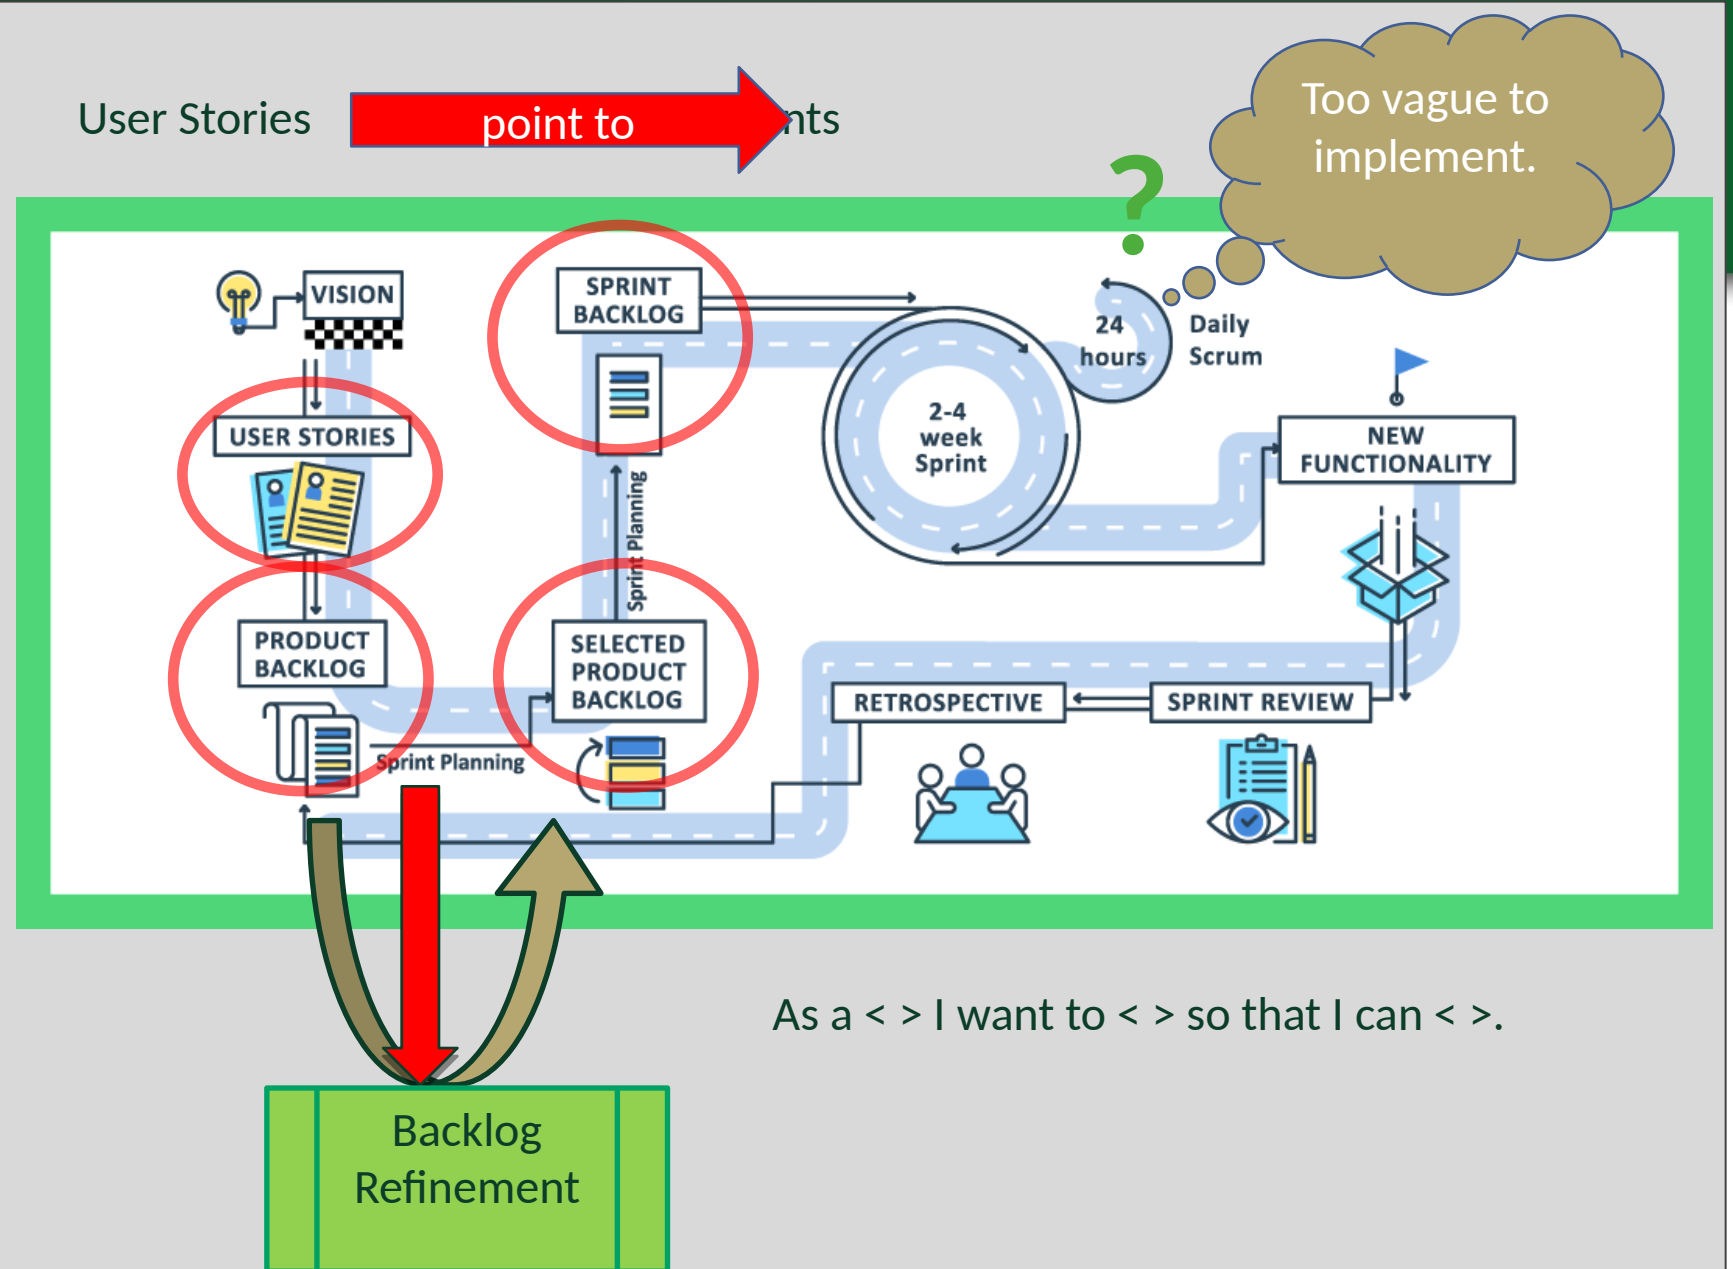 User Stories
point to
nts
Too vague to
implement.
?
VISION
SPRINT
BACKLOG
24
hours
Daily
Scrum
USER STORIES
2-4
week
Sprint
NEW
FUNCTIONALITY
Sprint Planning
PRODUCT
BACKLOG
SELECTED
PRODUCT
BACKLOG
RETROSPECTIVE
SPRINT REVIEW
Sprint Planning
As a < > I want to < > so that I can < >.
Backlog
Refinement